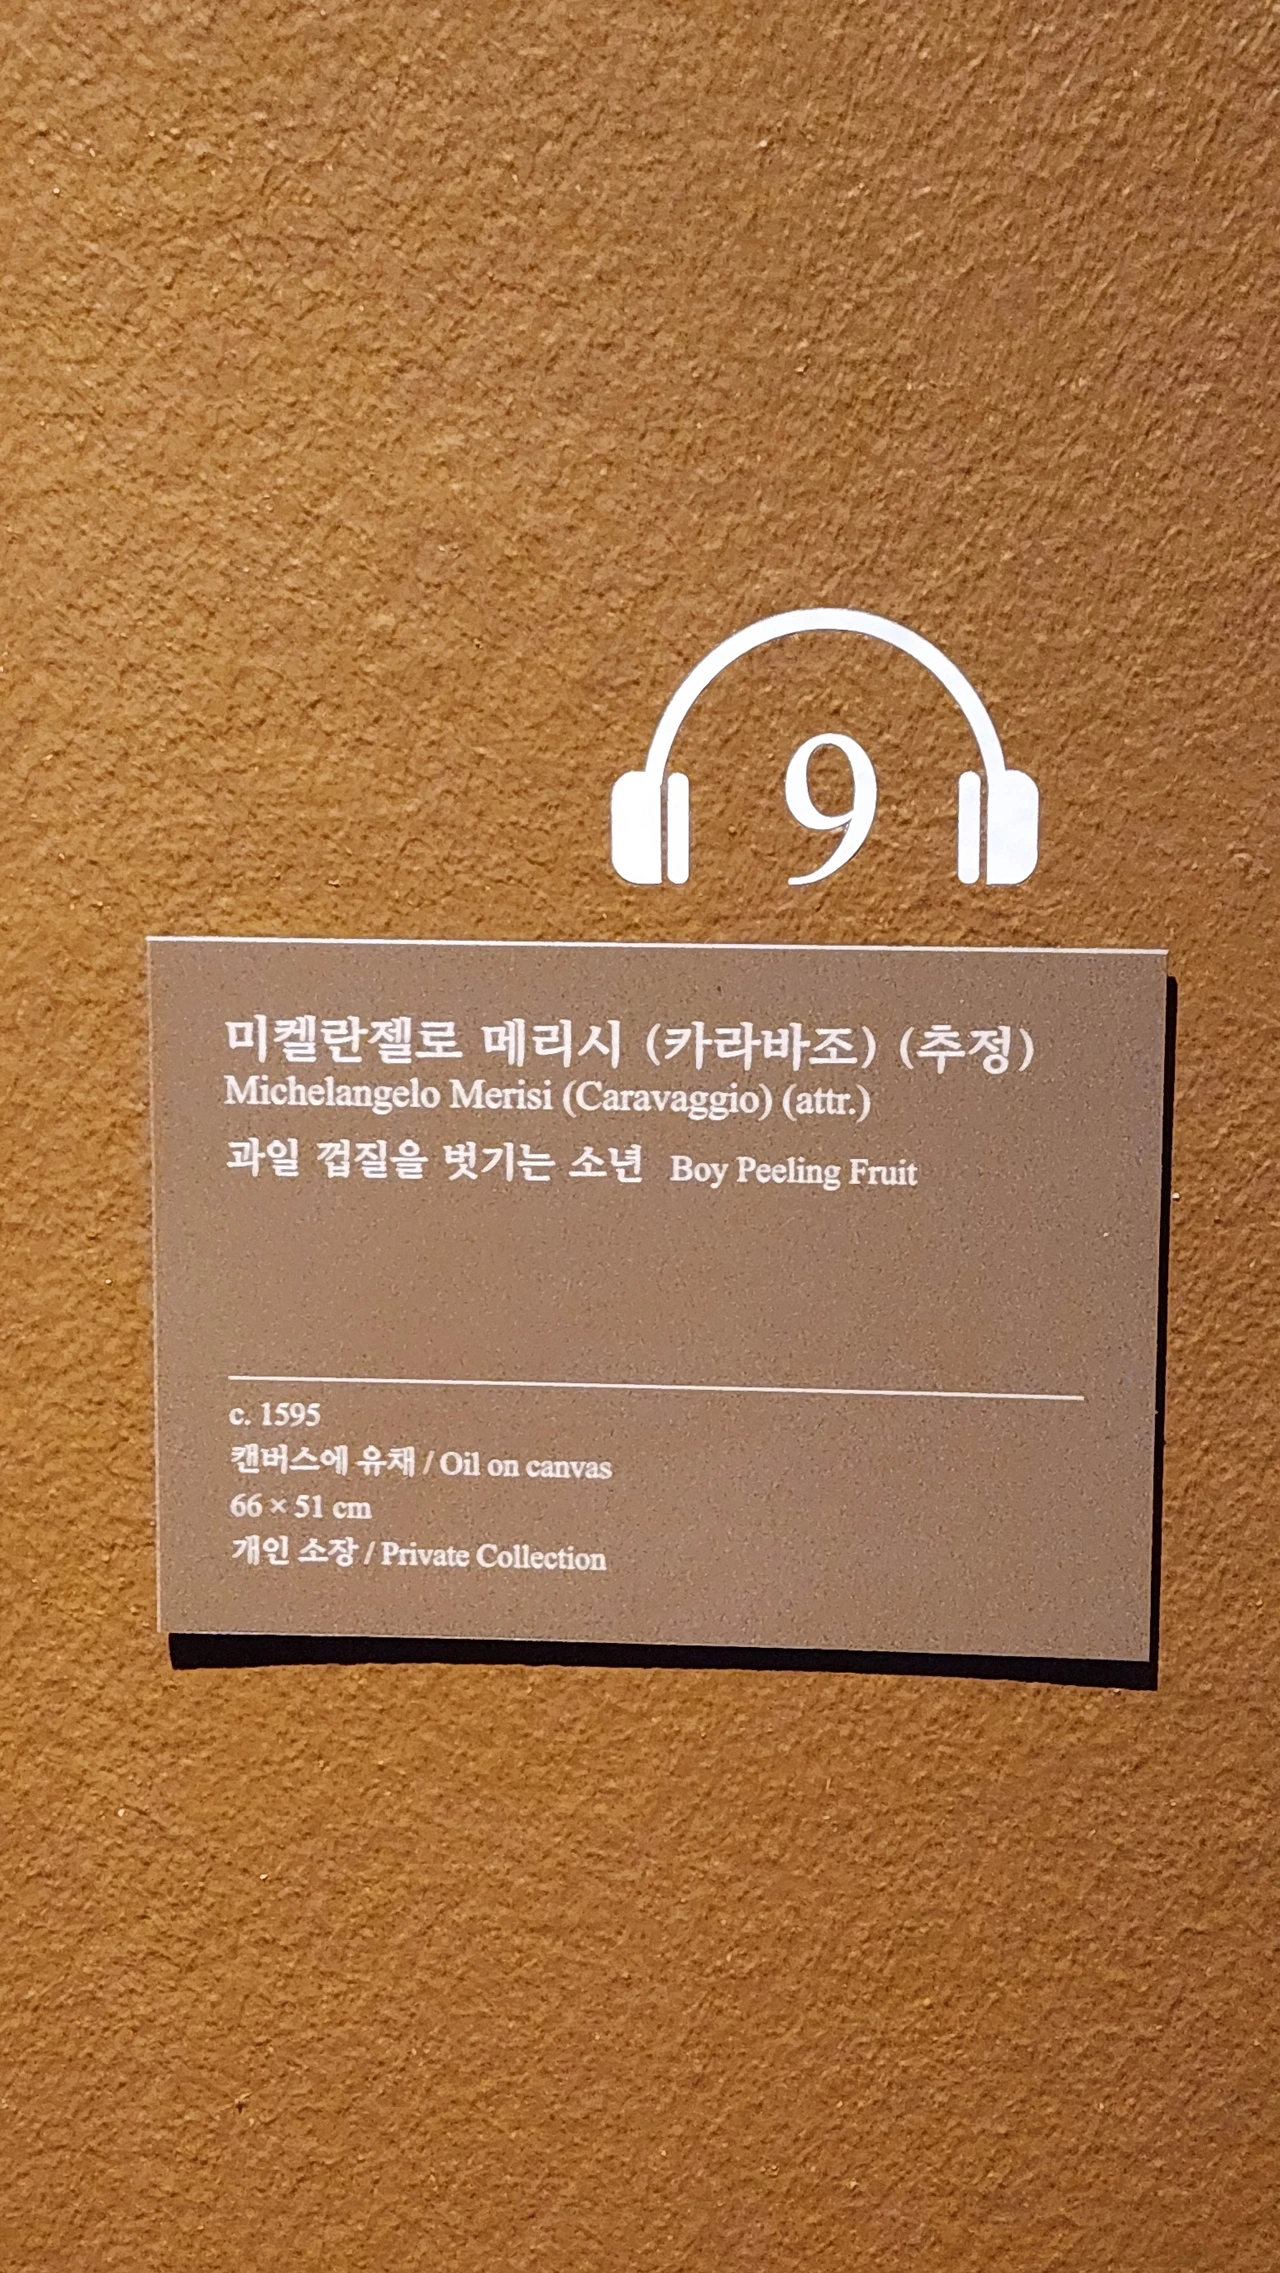 9
미켈란젤로 메리시 (카라바조) (추정)
Michelangelo Merisi (Caravaggio) (attr.)
과일 껍질을 벗기는 소년 Boy Peeling Fruit
c. 1595
캔버스에 유채 / Oil on canvas
66 × 51 cm
개인 소장 / Private Collection